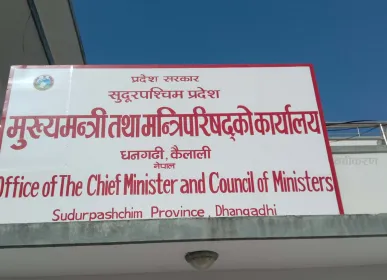 प्रदेश सरकार
सुदूरपश्चिम प्रदेश
मुख्यमन्त्री तथा मन्त्रिपरिषद्को कार्यालय
धनगढी, कैलाली
नेपाल
Office of The Chief Minister and Council of Ministers
Sudurpashchim Province, Dhangadhi